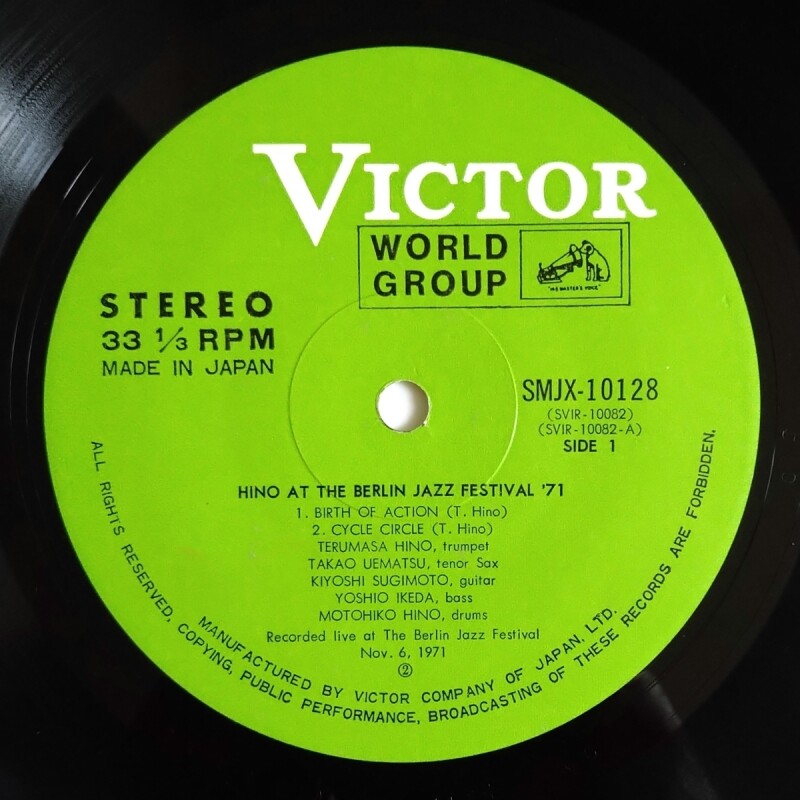 VICTOR
WORLD
GROUP
"HIS MASTER'S VOICE"
STEREO
33 1/3 RPM
MADE IN JAPAN
SMJX-10128
(SVIR-10082)
(SVIR-10082-A)
SIDE 1
HINO AT THE BERLIN JAZZ FESTIVAL '71
1. BIRTH OF ACTION (T. Hino)
2. CYCLE CIRCLE (T. Hino)
TERUMASA HINO, trumpet
TAKAO UEMATSU, tenor Sax
KIYOSHI SUGIMOTO, guitar
YOSHIO IKEDA, bass
MOTOHIKO HINO, drums
Recorded live at The Berlin Jazz Festival
Nov. 6, 1971
②
MANUFACTURED BY VICTOR COMPANY OF JAPAN, LTD.
ALL RIGHTS RESERVED, COPYING, PUBLIC PERFORMANCE, BROADCASTING OF THESE RECORDS ARE FORBIDDEN.